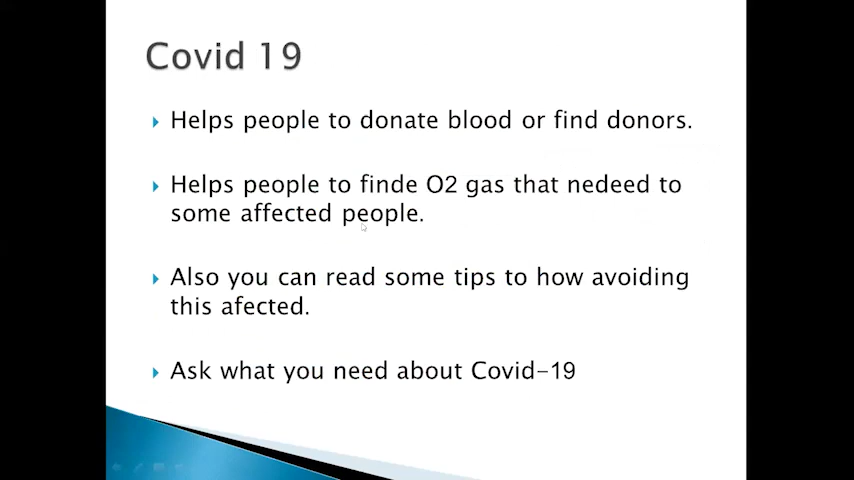 Covid 19
Helps people to donate blood or find donors.
Helps people to finde O2 gas that nedeed to
some affected people.
Also you can read some tips to how avoiding
this afected.
Ask what you need about Covid-19